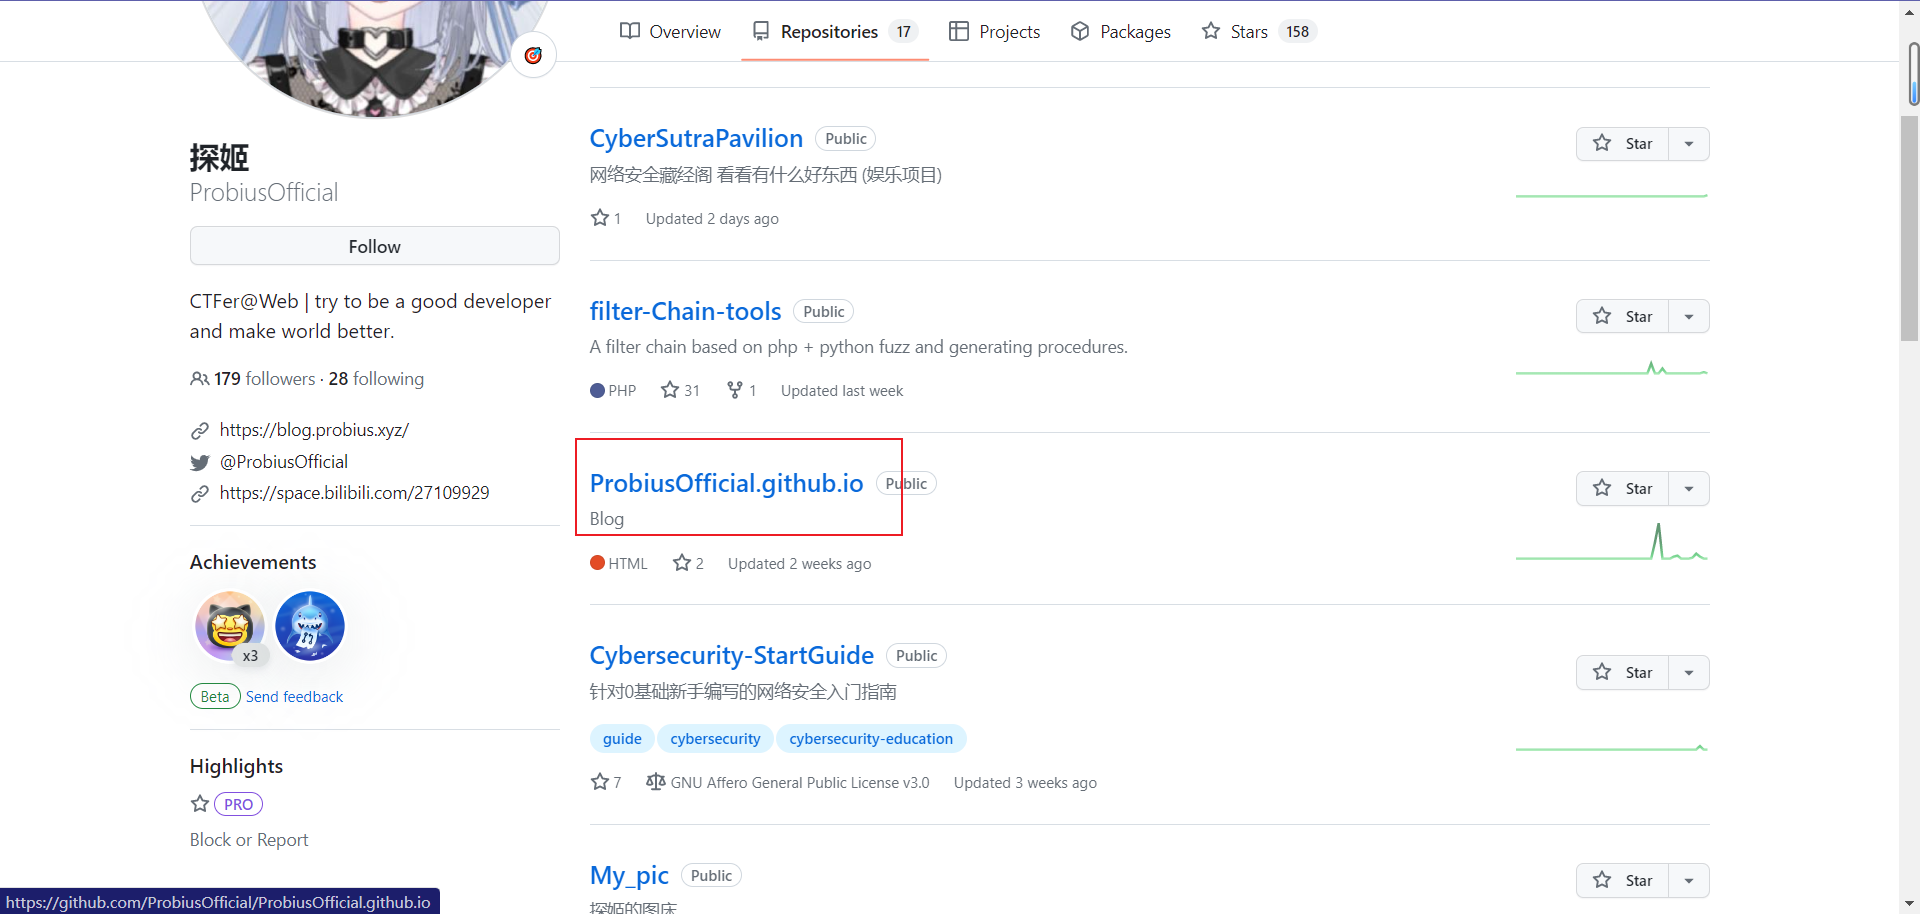 Overview Repositories 17 Projects Packages Stars 158
探姬
ProbiusOfficial
Follow
CTFer@Web | try to be a good developer
and make world better.
179 followers · 28 following
https://blog.probius.xyz/
@ProbiusOfficial
https://space.bilibili.com/27109929
Achievements
x3
Beta Send feedback
Highlights
PRO
Block or Report
CyberSutraPavilion Public
Star
网络安全藏经阁 看看有什么好东西 (娱乐项目)
1 Updated 2 days ago
filter-Chain-tools Public
Star
A filter chain based on php + python fuzz and generating procedures.
PHP 31 1 Updated last week
ProbiusOfficial.github.io Public
Star
Blog
HTML 2 Updated 2 weeks ago
Cybersecurity-StartGuide Public
Star
针对0基础新手编写的网络安全入门指南
guide cybersecurity cybersecurity-education
7 GNU Affero General Public License v3.0 Updated 3 weeks ago
My_pic Public
Star
探姬的图床
https://github.com/ProbiusOfficial/ProbiusOfficial.github.io